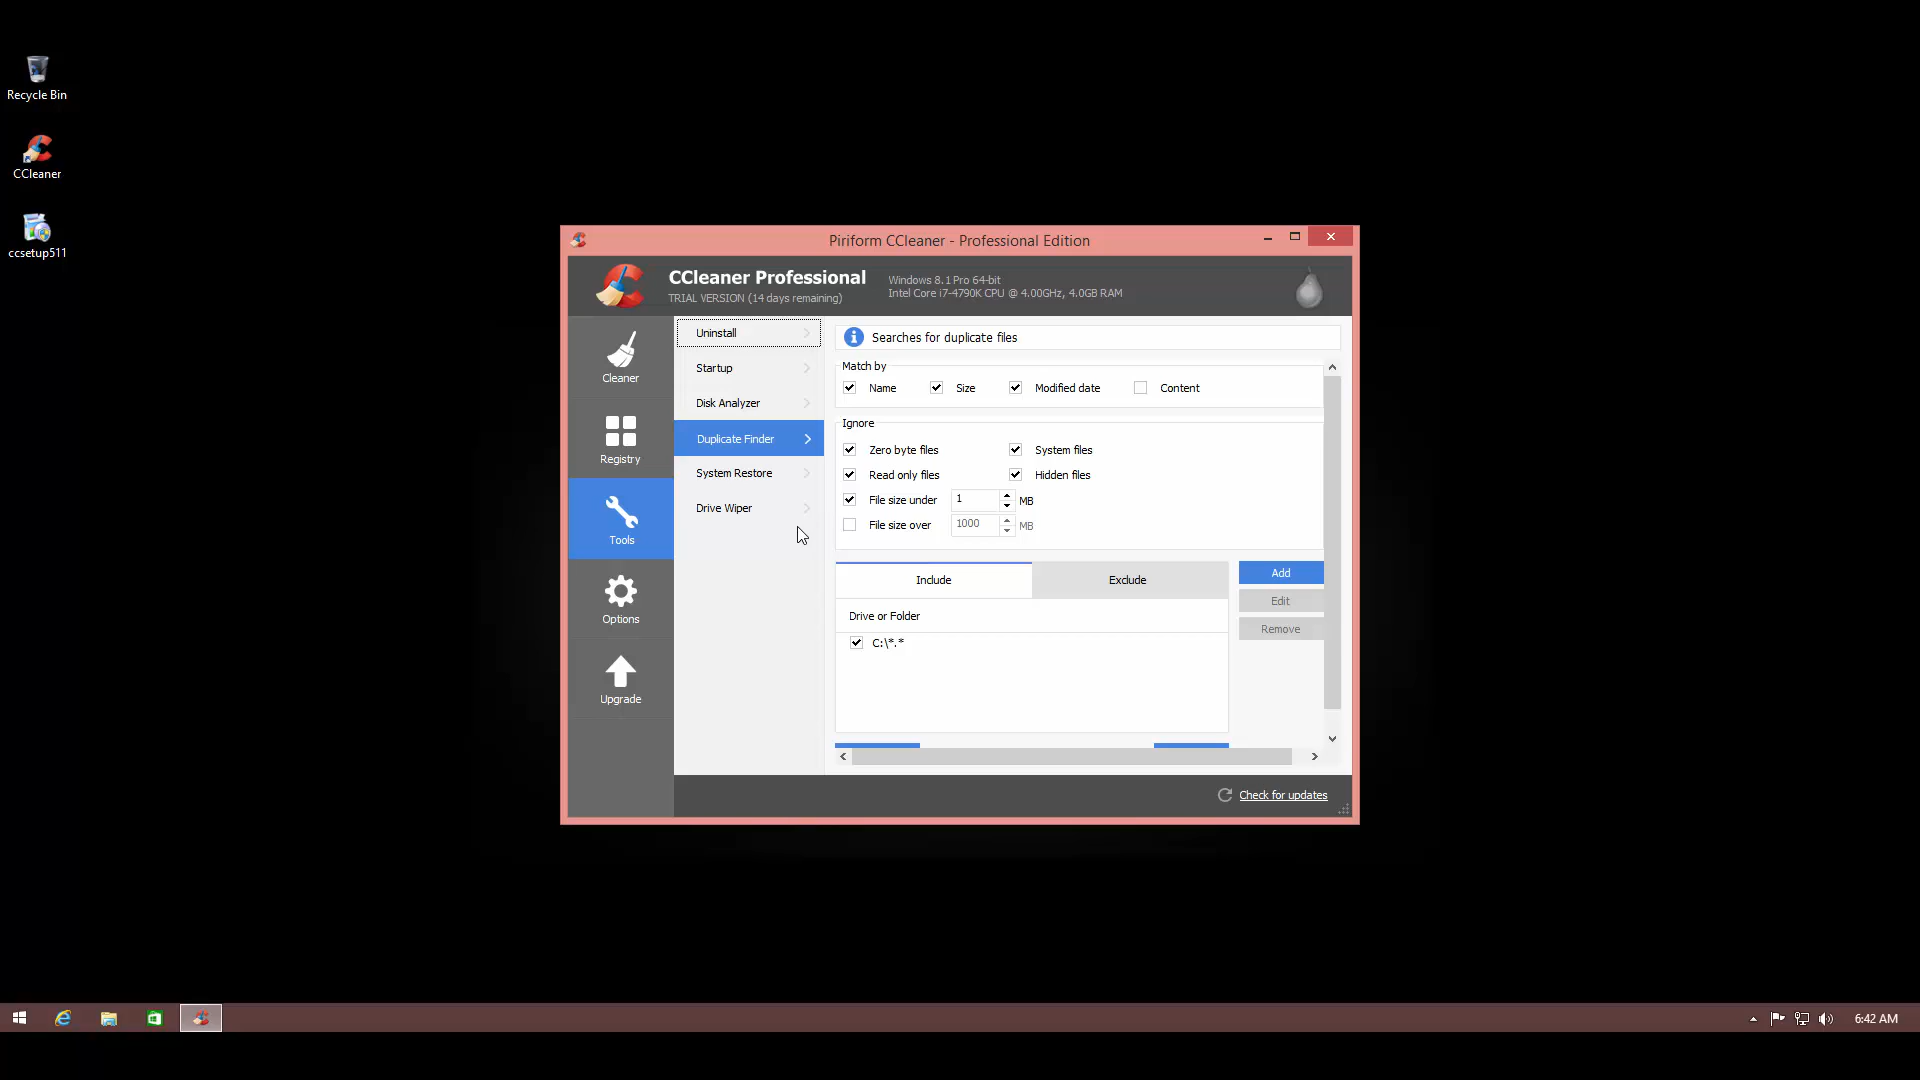 Recycle Bin
CCleaner
ccsetup511
Piriform CCleaner - Professional Edition
CCleaner Professional
TRIAL VERSION (14 days remaining)
Windows 8.1 Pro 64-bit
Intel Core i7-4790K CPU @ 4.00GHz, 4.0GB RAM
Cleaner
Registry
Tools
Options
Upgrade
Uninstall
Startup
Disk Analyzer
Duplicate Finder
System Restore
Drive Wiper
Searches for duplicate files
Match by
Name Size Modified date Content
Ignore
Zero byte files System files
Read only files Hidden files
File size under 1 MB
File size over 1000 MB
Include Exclude
Drive or Folder
C:\*.*
Add
Edit
Remove
Check for updates
6:42 AM